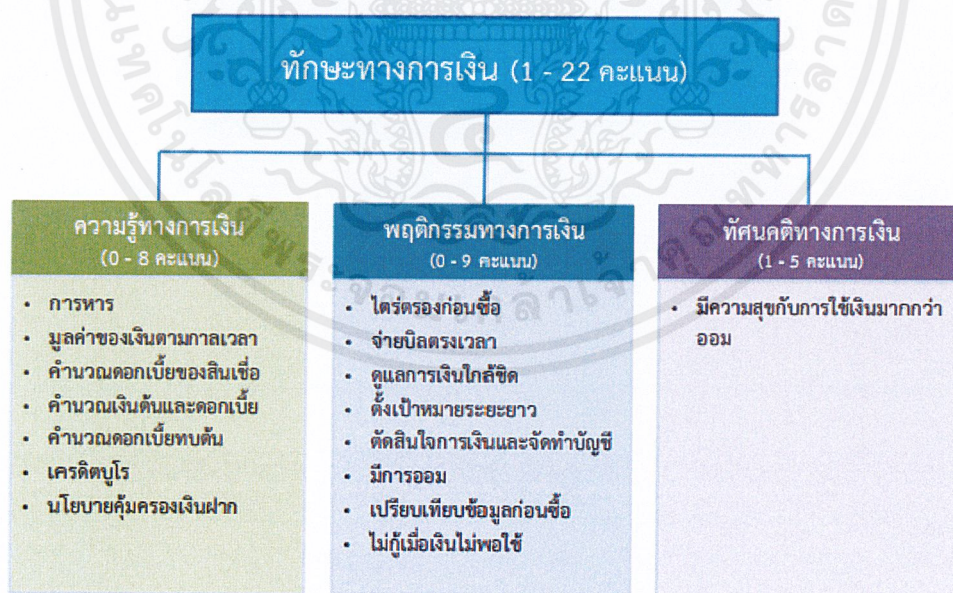 ทักษะทางการเงิน (1 - 22 คะแนน)
ความรู้ทางการเงิน
(0 - 8 คะแนน)
• การหาร
• มูลค่าของเงินตามกาลเวลา
• คำนวณดอกเบี้ยของสินเชื่อ
• คำนวณเงินต้นและดอกเบี้ย
• คำนวณดอกเบี้ยทบต้น
• เครดิตบูโร
• นโยบายคุ้มครองเงินฝาก
พฤติกรรมทางการเงิน
(0 - 9 คะแนน)
• ไตร่ตรองก่อนซื้อ
• จ่ายบิลตรงเวลา
• ดูแลการเงินใกล้ชิด
• ตั้งเป้าหมายระยะยาว
• ตัดสินใจการเงินและจัดทำบัญชี
• มีการออม
• เปรียบเทียบข้อมูลก่อนซื้อ
• ไม่กู้เมื่อเงินไม่พอใช้
ทัศนคติทางการเงิน
(1 - 5 คะแนน)
• มีความสุขกับการใช้เงินมากกว่า
ออม